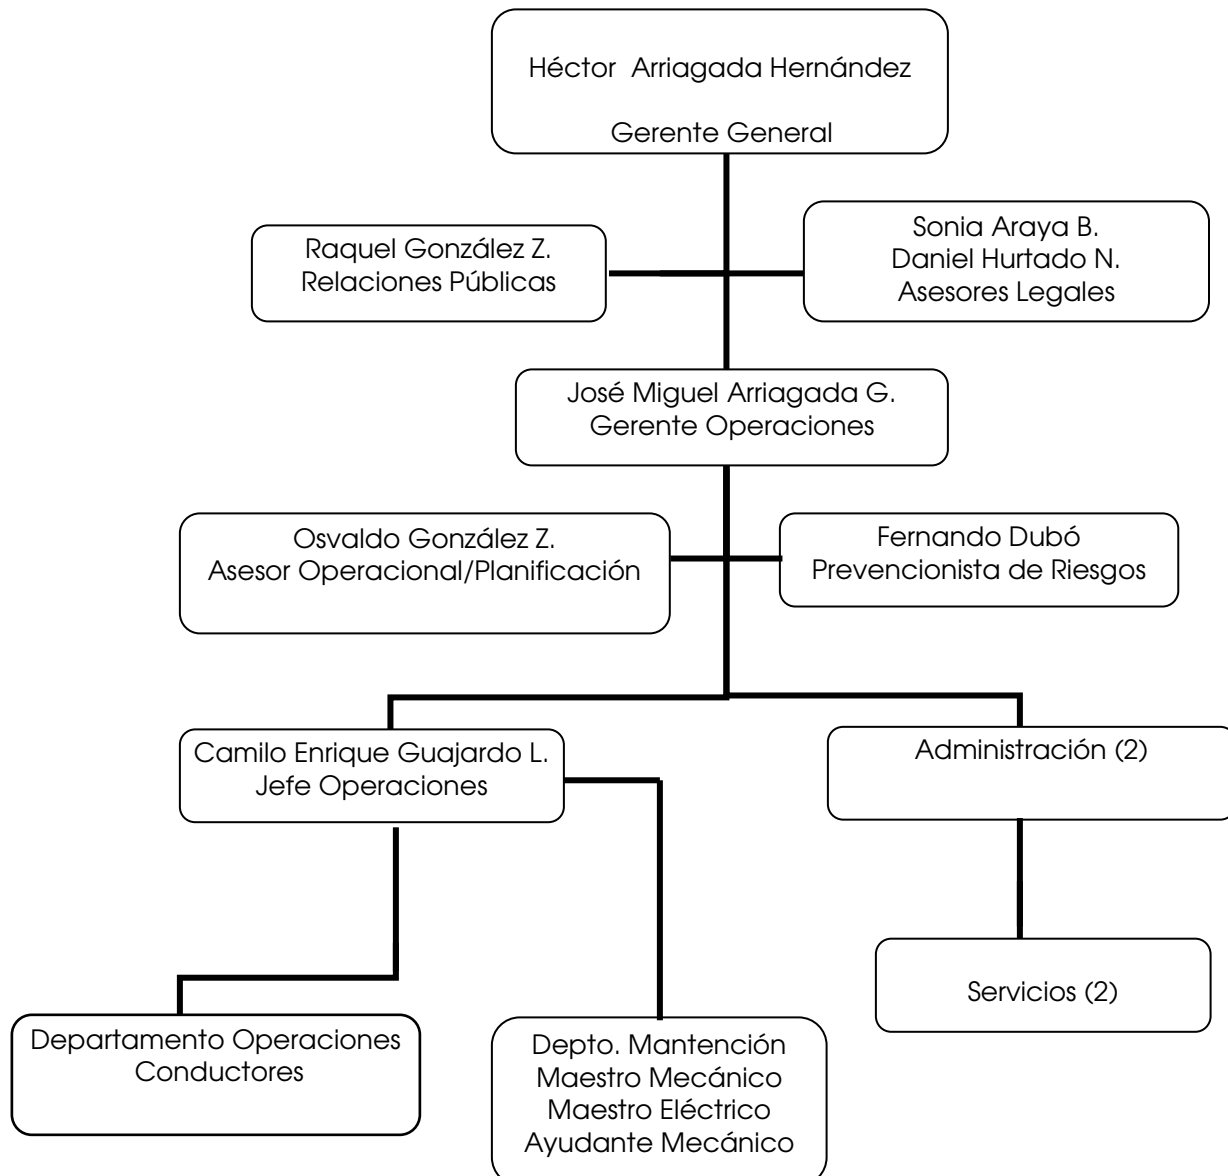 Héctor Arriagada Hernández
Gerente General
Raquel González Z.
Relaciones Públicas
Sonia Araya B.
Daniel Hurtado N.
Asesores Legales
José Miguel Arriagada G.
Gerente Operaciones
Osvaldo González Z.
Asesor Operacional/Planificación
Fernando Dubó
Prevencionista de Riesgos
Camilo Enrique Guajardo L.
Jefe Operaciones
Administración (2)
Servicios (2)
Departamento Operaciones
Conductores
Depto. Mantención
Maestro Mecánico
Maestro Eléctrico
Ayudante Mecánico